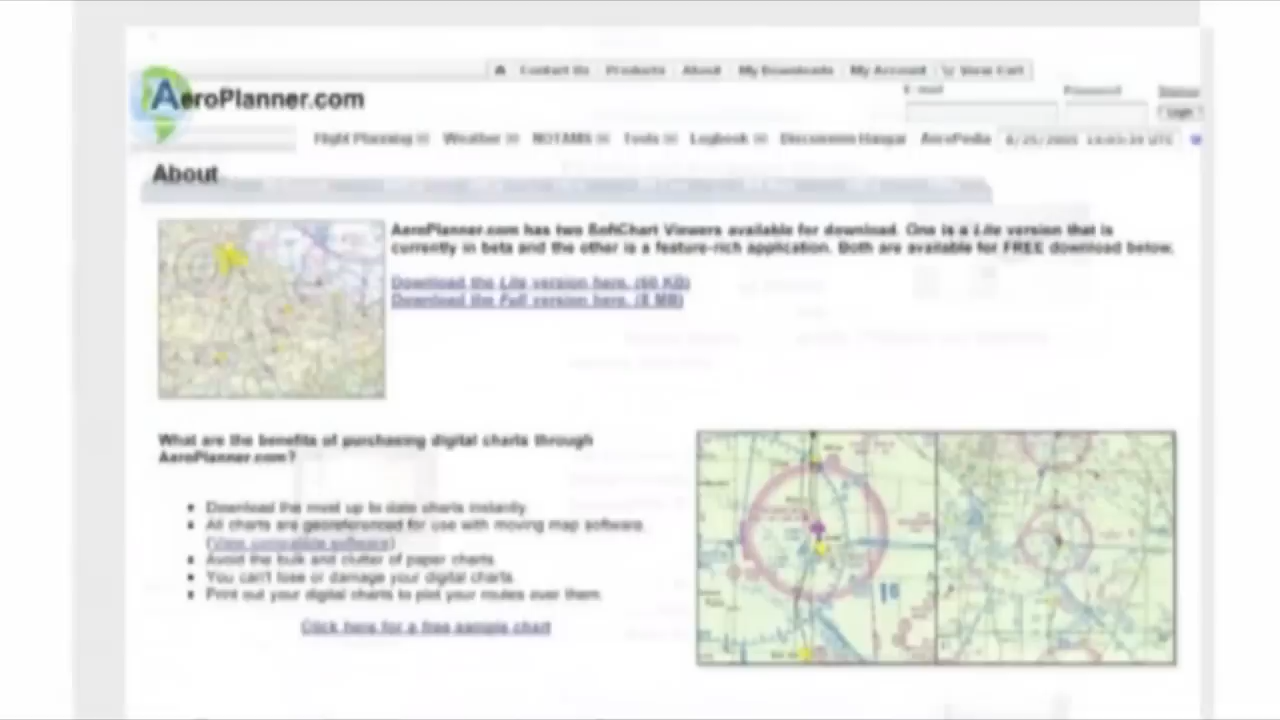 Contact Us Products About My Downloads My Account View Cart
E-mail Password
AeroPlanner.com
Login
Flight Planning Weather NOTAMS Tools Logbook Discussion Hangar AeroPedia
About
AeroPlanner.com has two SoftChart Viewers available for download. One is a Lite version that is
currently in beta and the other is a feature-rich application. Both are available for FREE download below.
Download the Lite version here. (60 KB)
Download the Full version here. (8 MB)
What are the benefits of purchasing digital charts through
AeroPlanner.com?
Download the most up to date charts instantly.
All charts are georeferenced for use with moving map software.
(View compatible software)
Avoid the bulk and clutter of paper charts.
You can't lose or damage your digital charts.
Print out your digital charts to plot your routes over them.
Click here for a free sample chart